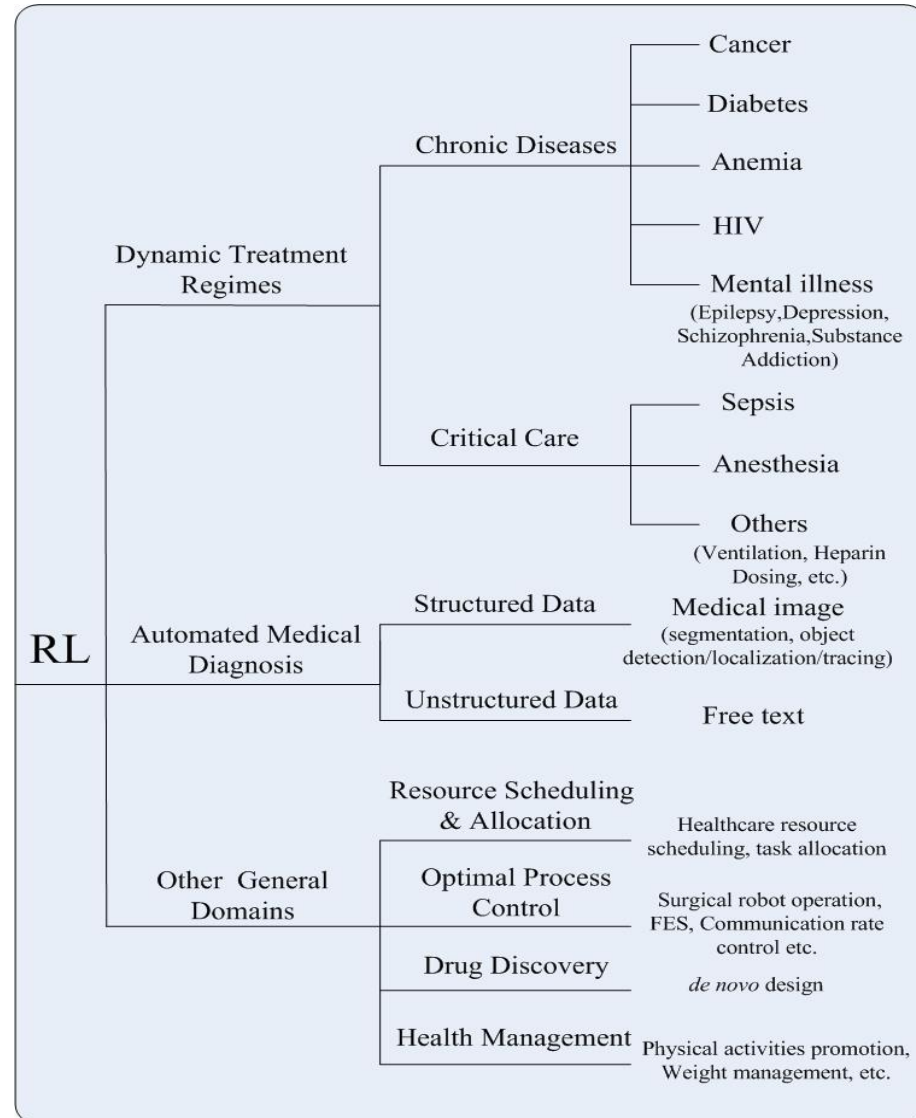 Cancer
Diabetes
Chronic Diseases
Anemia
HIV
Dynamic Treatment
Regimes
Mental illness
(Epilepsy,Depression,
Schizophrenia,Substance
Addiction)
Sepsis
Critical Care
Anesthesia
Others
(Ventilation, Heparin
Dosing, etc.)
RL
Automated Medical
Diagnosis
Structured Data
Medical image
(segmentation, object
detection/localization/tracing)
Unstructured Data
Free text
Resource Scheduling
& Allocation
Healthcare resource
scheduling, task allocation
Other General
Domains
Optimal Process
Control
Surgical robot operation,
FES, Communication rate
control etc.
Drug Discovery
de novo design
Health Management
Physical activities promotion,
Weight management, etc.